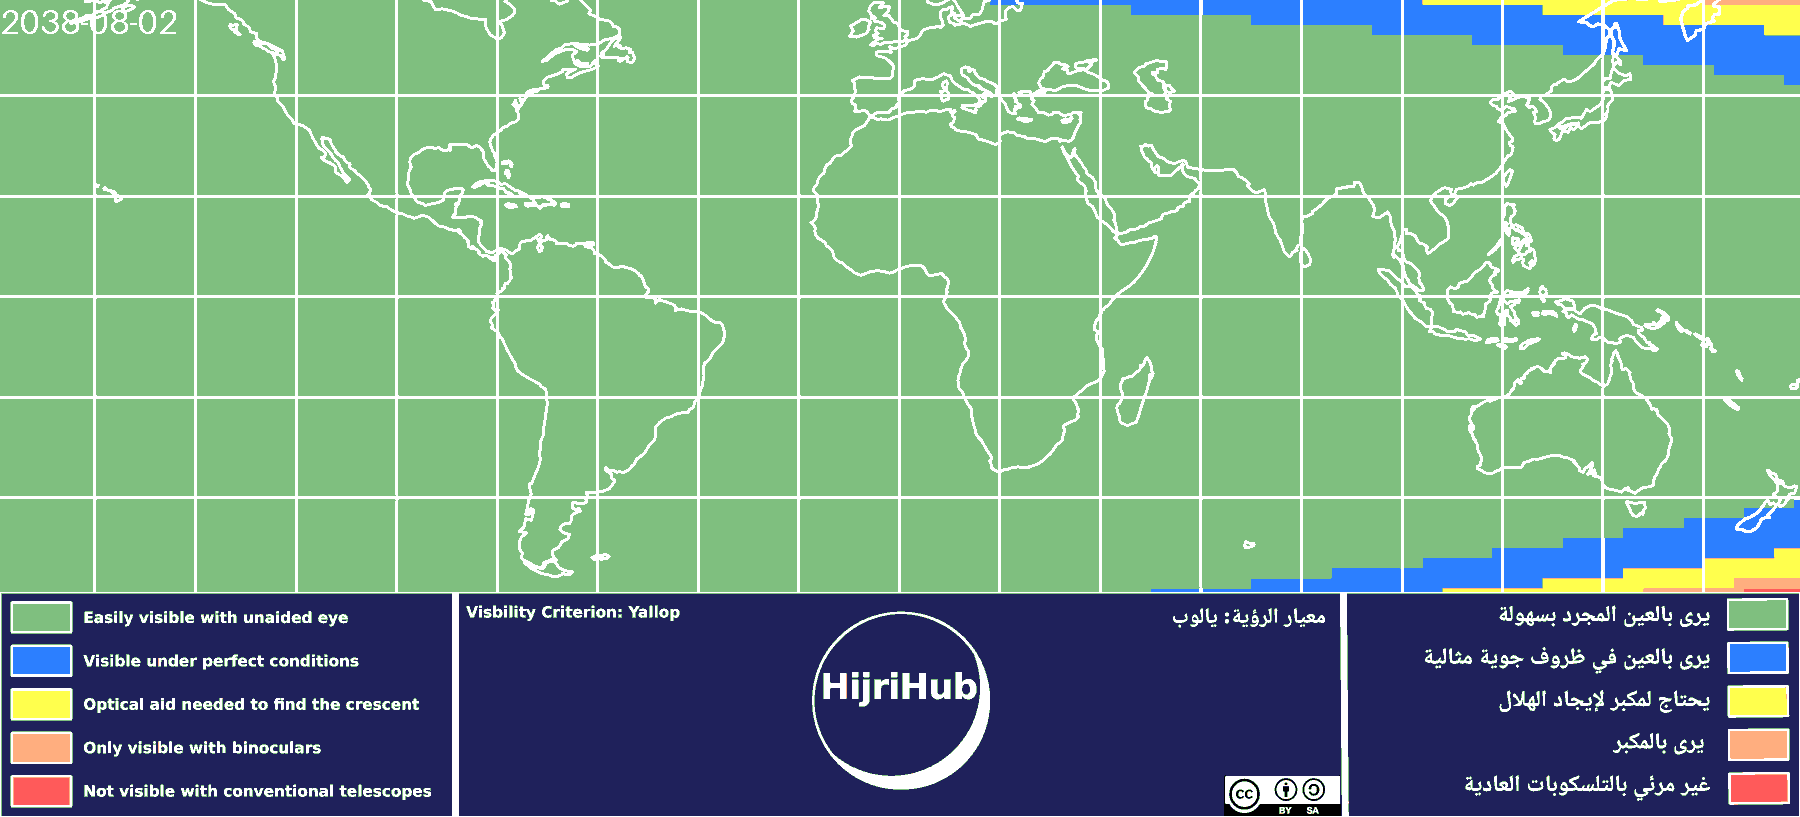 2038-08-02
Easily visible with unaided eye
Visible under perfect conditions
Optical aid needed to find the crescent
Only visible with binoculars
Not visible with conventional telescopes
Visbility Criterion: Yallop
معيار الرؤية: يالوب
HijriHub
CC BY SA
يرى بالعين المجرد بسهولة
يرى بالعين في ظروف جوية مثالية
يحتاج لمكبر لإيجاد الهلال
يرى بالمكبر
غير مرئي بالتلسكوبات العادية